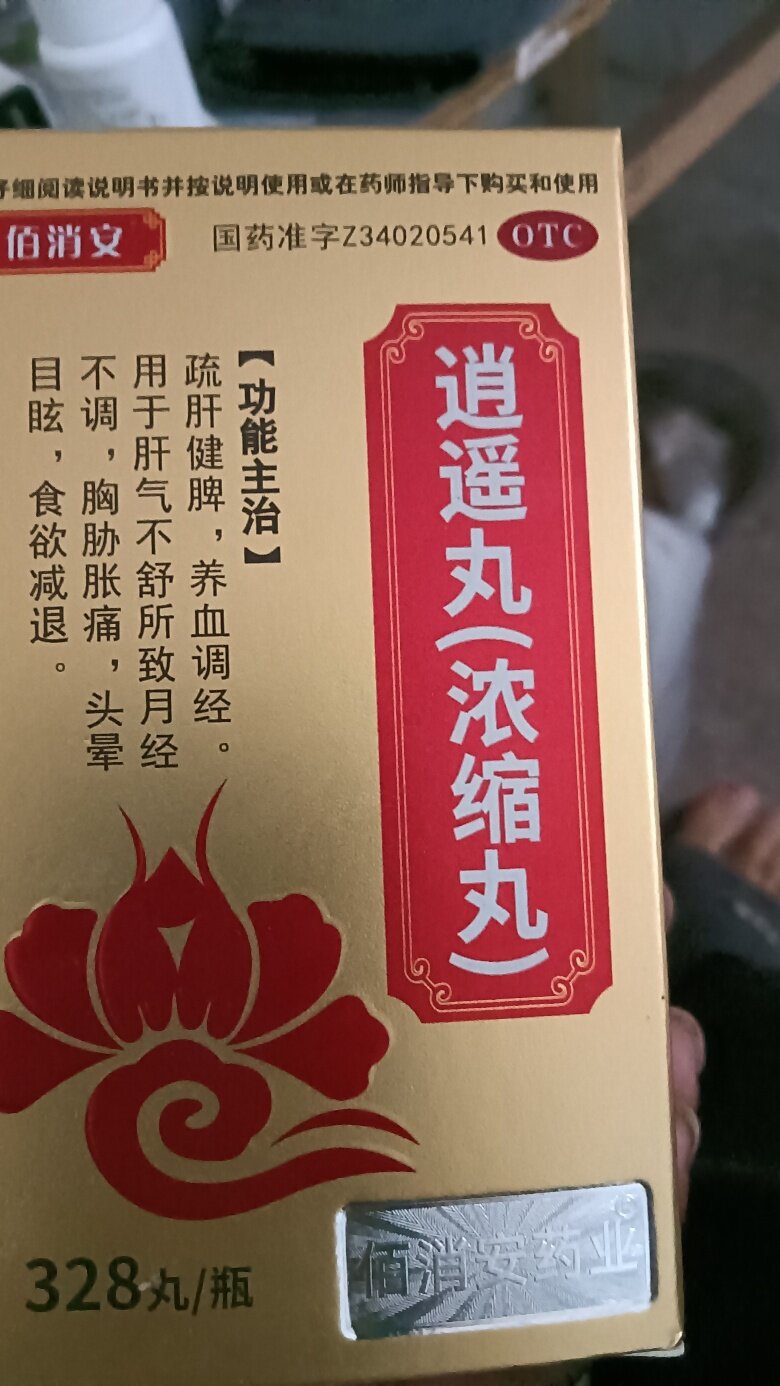 仔细阅读说明书并按说明使用或在药师指导下购买和使用
佰消安
国药准字Z34020541 OTC
逍遥丸(浓缩丸)
【功能主治】
疏肝健脾，养血调经。
用于肝气不舒所致月经
不调，胸胁胀痛，头晕
目眩，食欲减退。
328丸/瓶
佰消安药业